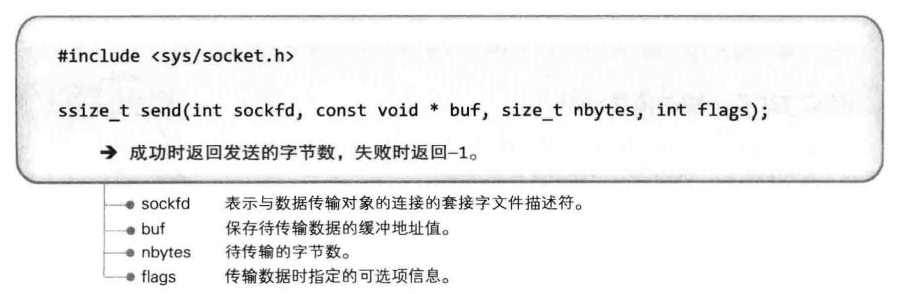 #include <sys/socket.h>
ssize_t send(int sockfd, const void * buf, size_t nbytes, int flags);
→ 成功时返回发送的字节数，失败时返回–1。
sockfd 表示与数据传输对象的连接的套接字文件描述符。
buf 保存待传输数据的缓冲地址值。
nbytes 待传输的字节数。
flags 传输数据时指定的可选项信息。